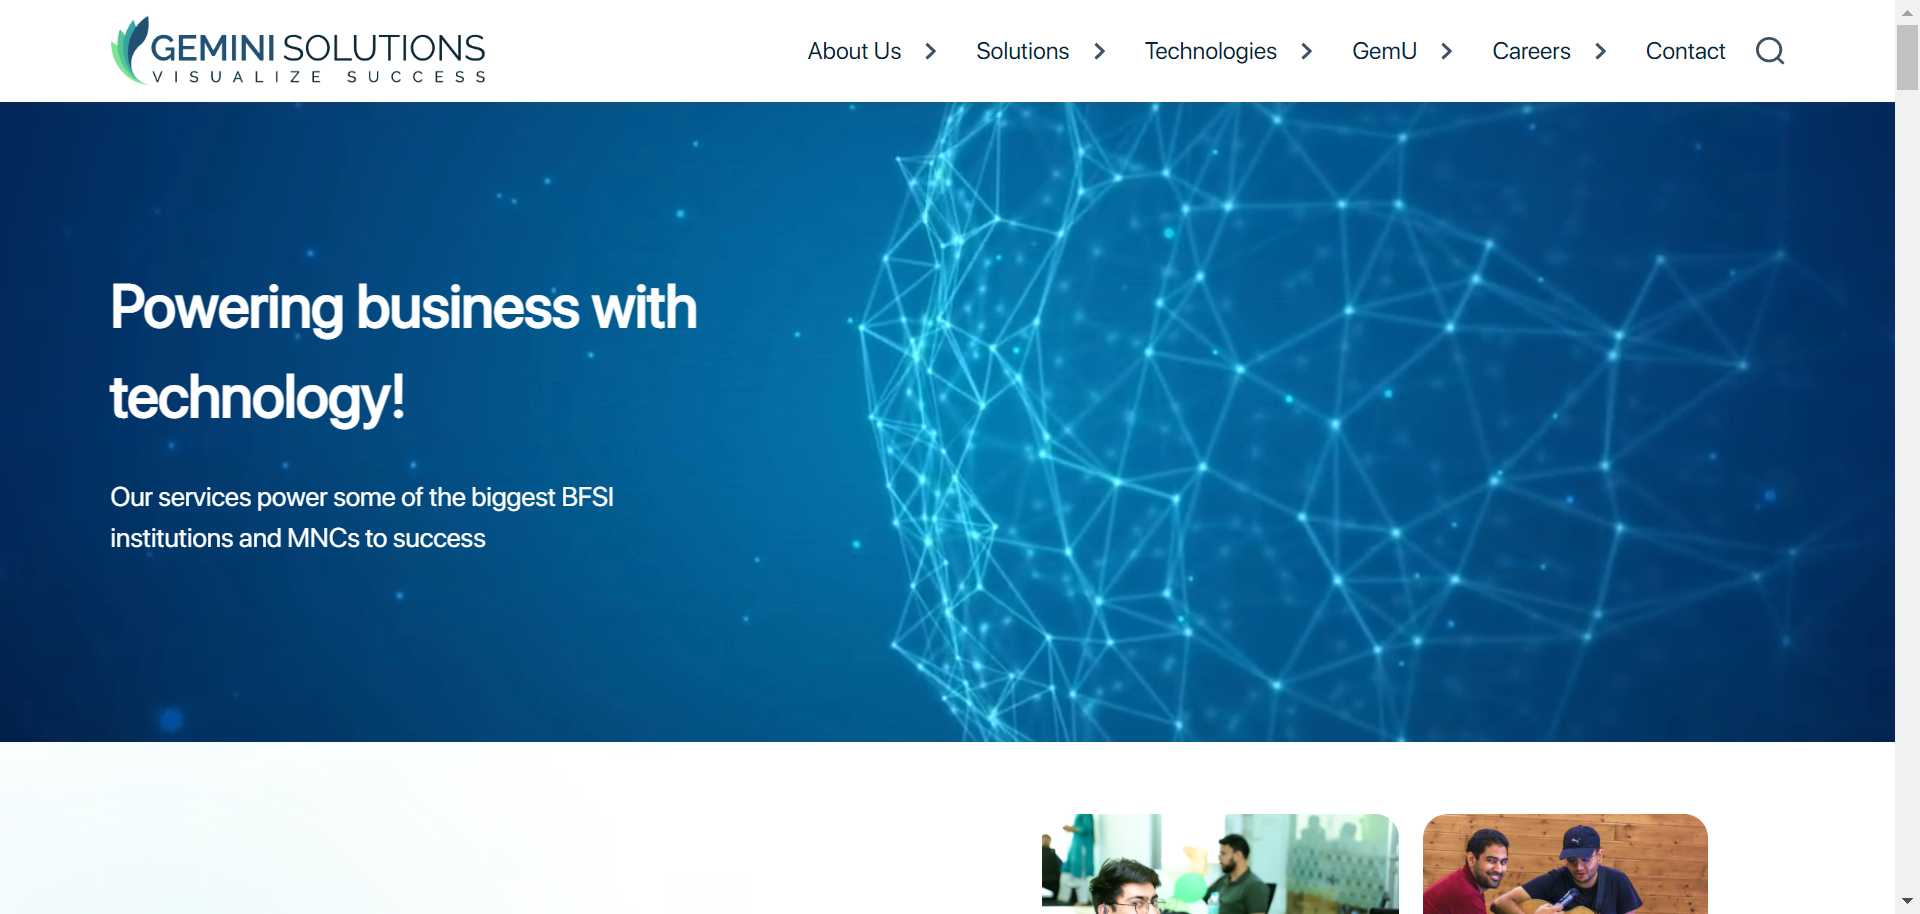 GEMINI SOLUTIONS
VISUALIZE SUCCESS
About Us
Solutions
Technologies
GemU
Careers
Contact
Powering business with
technology!
Our services power some of the biggest BFSI
institutions and MNCs to success